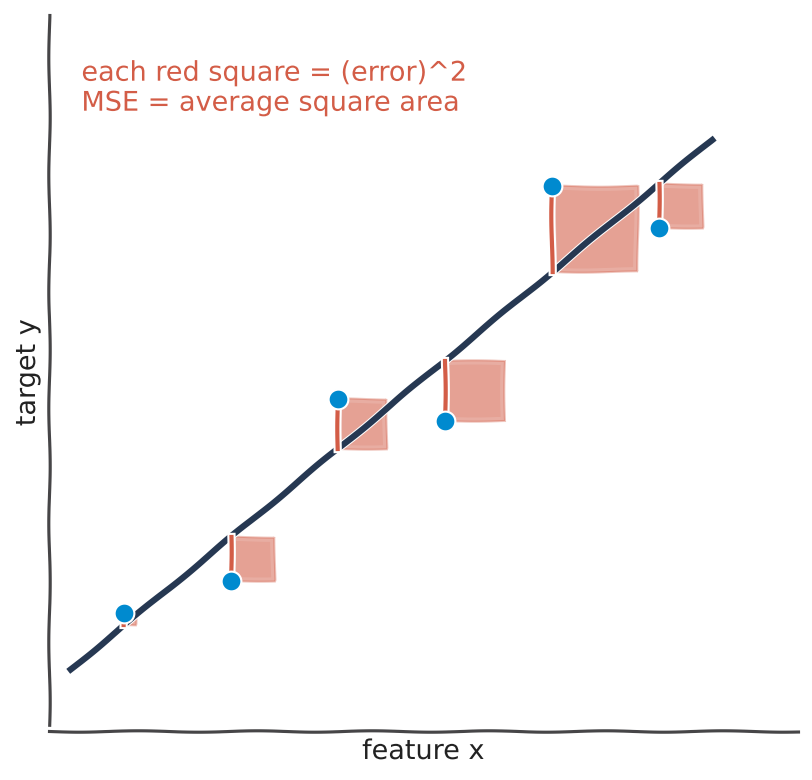 each red square = (error)^2
MSE = average square area
target y
feature x